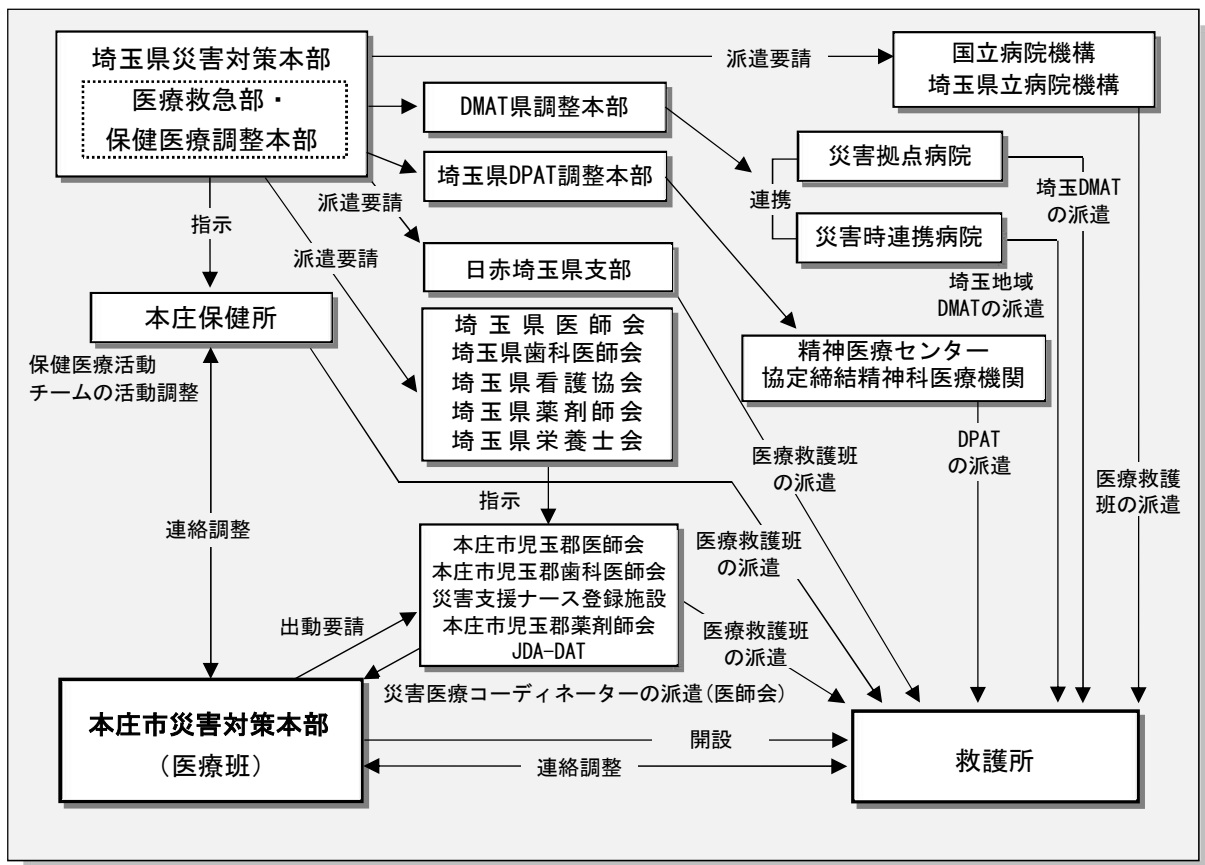 埼玉県災害対策本部
医療救急部・
保健医療調整本部
派遣要請
国立病院機構
埼玉県立病院機構
DMAT県調整本部
埼玉県DPAT調整本部
連携
災害拠点病院
災害時連携病院
埼玉DMAT
の派遣
埼玉地域
DMATの派遣
指示
派遣要請
派遣要請
日赤埼玉県支部
本庄保健所
保健医療活動
チームの活動調整
埼玉県医師会
埼玉県歯科医師会
埼玉県看護協会
埼玉県薬剤師会
埼玉県栄養士会
精神医療センター
協定締結精神科医療機関
DPAT
の派遣
医療救護班
の派遣
医療救護
班の派遣
指示
連絡調整
医療救護班
の派遣
本庄市児玉郡医師会
本庄市児玉郡歯科医師会
災害支援ナース登録施設
本庄市児玉郡薬剤師会
JDA-DAT
出動要請
医療救護班
の派遣
災害医療コーディネーターの派遣(医師会)
本庄市災害対策本部
（医療班）
開設
連絡調整
救護所